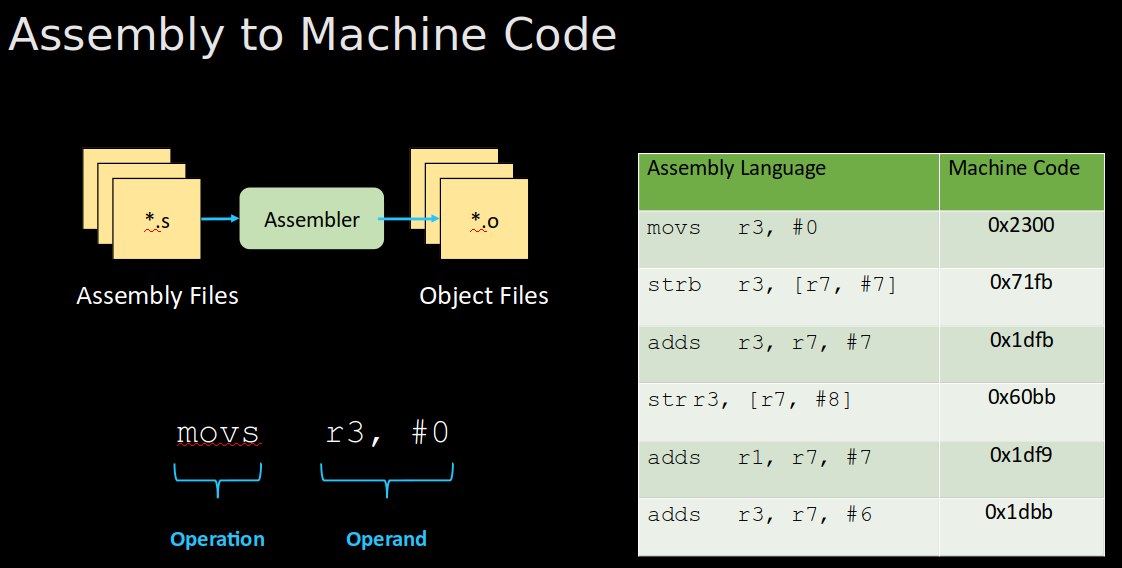 Assembly to Machine Code
*.s
Assembler
*.o
Assembly Files
Object Files
movs r3, #0
Operation
Operand
Assembly Language Machine Code
movs r3, #0 0x2300
strb r3, [r7, #7] 0x71fb
adds r3, r7, #7 0x1dfb
str r3, [r7, #8] 0x60bb
adds r1, r7, #7 0x1df9
adds r3, r7, #6 0x1dbb